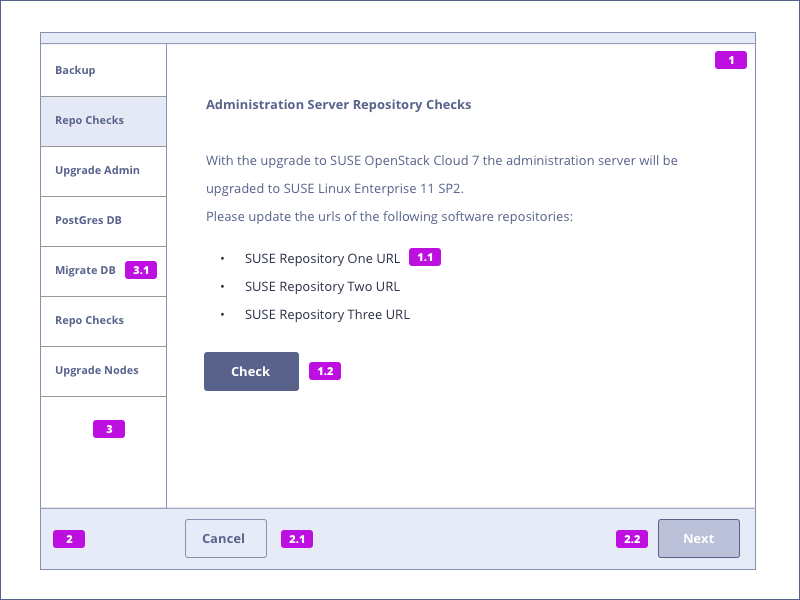 Backup
Repo Checks
Upgrade Admin
PostGres DB
Migrate DB 3.1
Repo Checks
Upgrade Nodes
3
1
Administration Server Repository Checks
With the upgrade to SUSE OpenStack Cloud 7 the administration server will be
upgraded to SUSE Linux Enterprise 11 SP2.
Please update the urls of the following software repositories:
• SUSE Repository One URL 1.1
• SUSE Repository Two URL
• SUSE Repository Three URL
Check 1.2
2 Cancel 2.1 2.2 Next